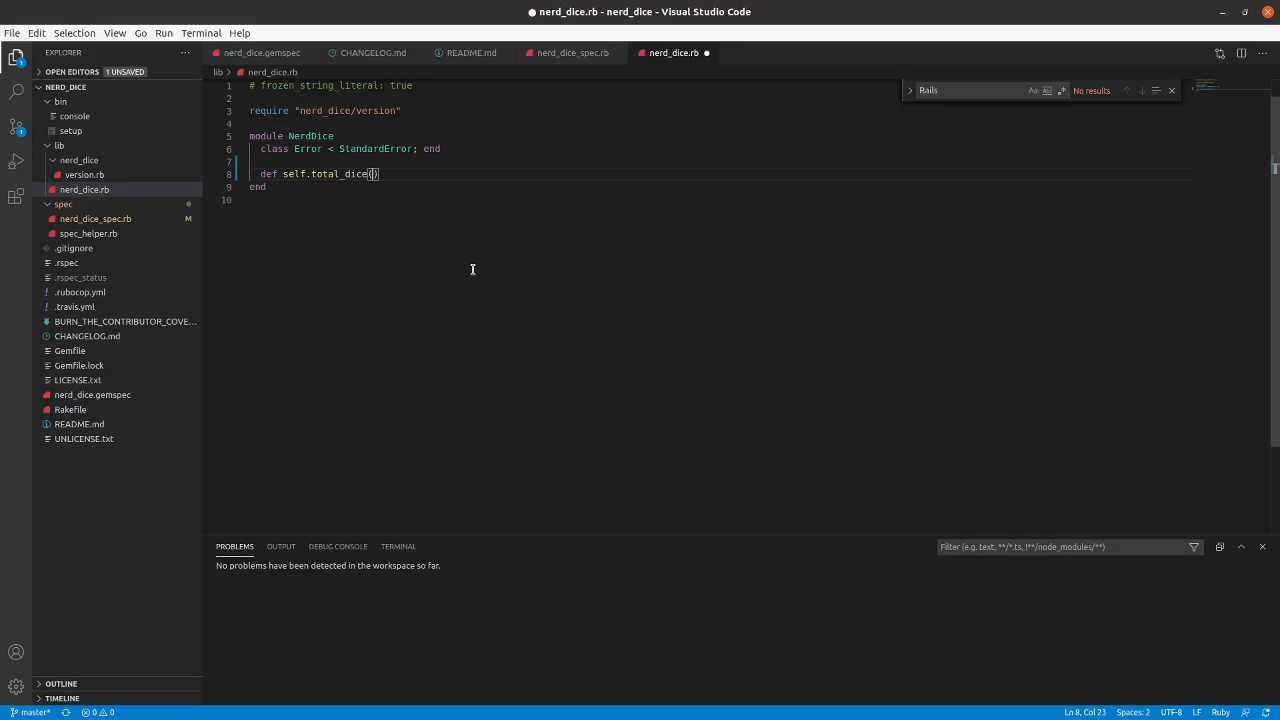 nerd_dice.rb - nerd_dice - Visual Studio Code
File Edit Selection View Go Run Terminal Help
EXPLORER
OPEN EDITORS 1 UNSAVED
NERD_DICE
bin
console
setup
lib
nerd_dice
version.rb
nerd_dice.rb
spec
nerd_dice_spec.rb M
spec_helper.rb
.gitignore
.rspec
.rspec_status
.rubocop.yml
.travis.yml
BURN_THE_CONTRIBUTOR_COVE...
CHANGELOG.md
Gemfile
Gemfile.lock
LICENSE.txt
nerd_dice.gemspec
Rakefile
README.md
UNLICENSE.txt
OUTLINE
TIMELINE
nerd_dice.gemspec CHANGELOG.md README.md nerd_dice_spec.rb nerd_dice.rb
lib > nerd_dice.rb
Rails Aa Ab .* No results
1 # frozen_string_literal: true
2
3 require "nerd_dice/version"
4
5 module NerdDice
6 class Error < StandardError; end
7
8 def self.total_dice()
9 end
10
PROBLEMS OUTPUT DEBUG CONSOLE TERMINAL
Filter (e.g. text, **/*.ts, !**/node_modules/**)
No problems have been detected in the workspace so far.
master* 0 0 Ln 8, Col 23 Spaces: 2 UTF-8 LF Ruby